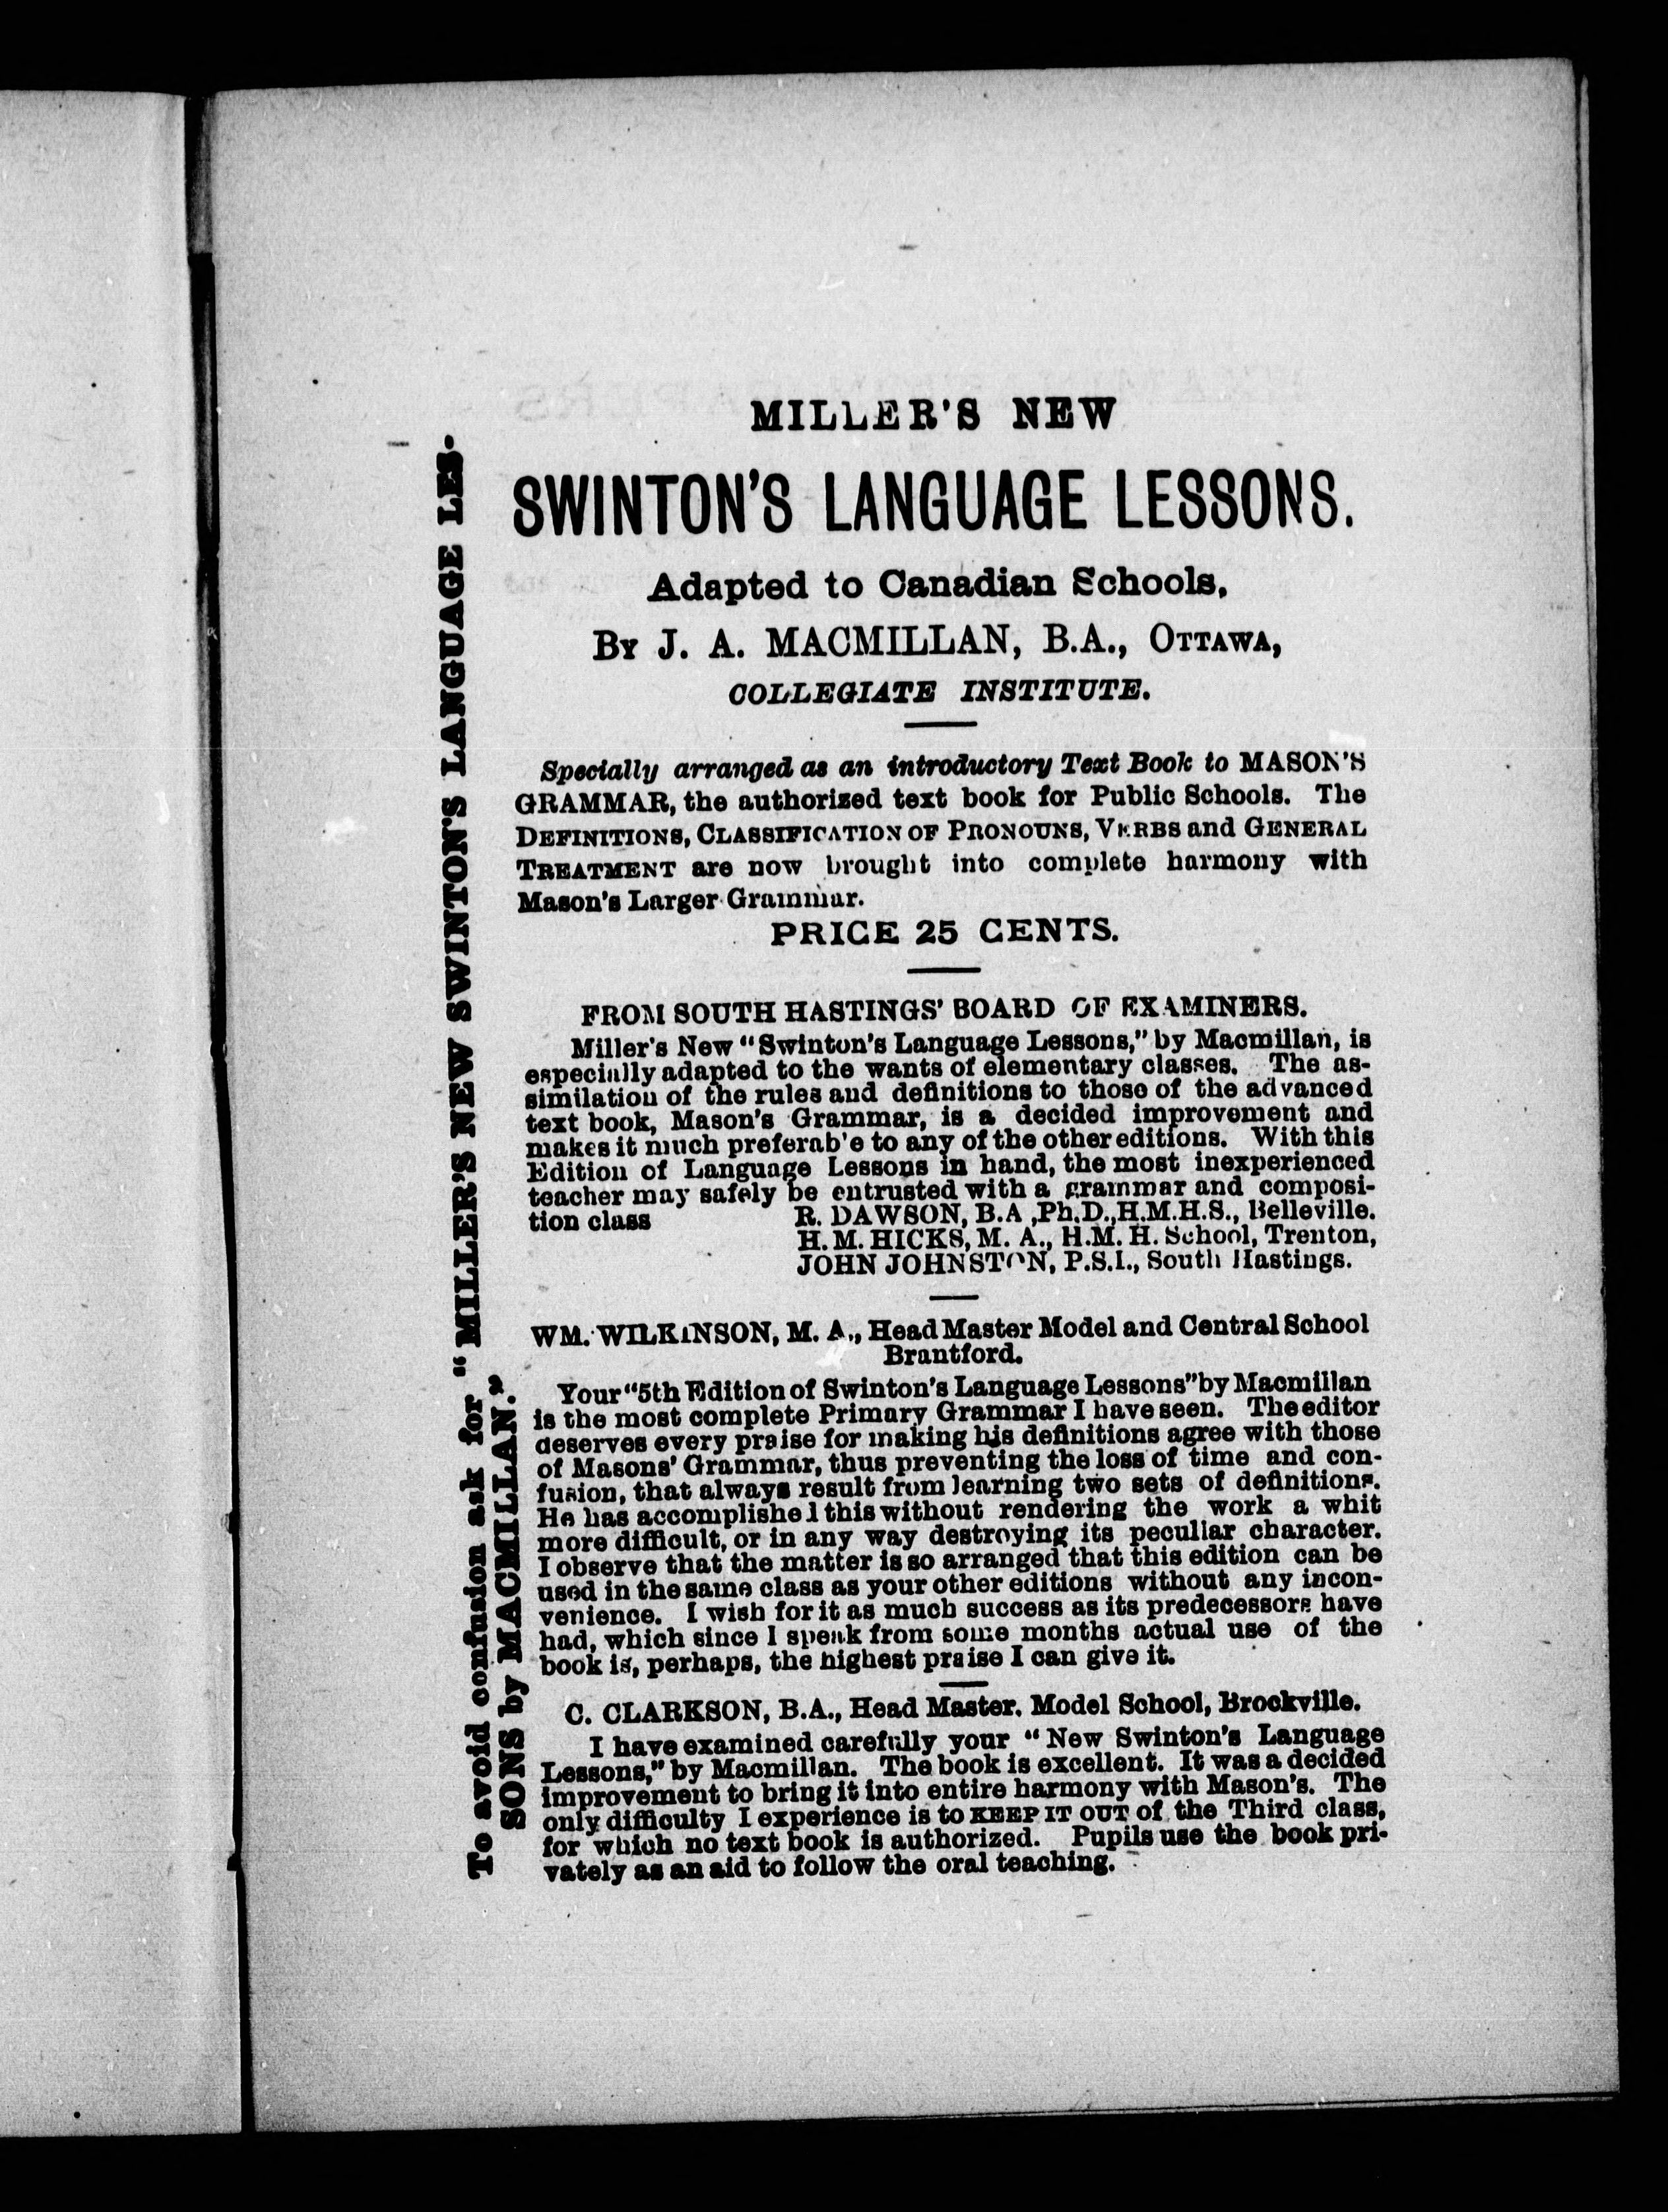 MILLER'S NEW
SWINTON'S LANGUAGE LESSONS.
Adapted to Canadian Schools,
By J. A. MACMILLAN, B.A., OTTAWA,
COLLEGIATE INSTITUTE.
Specially arranged as an introductory Text Book to MASON'S
GRAMMAR, the authorized text book for Public Schools. The
DEFINITIONS, CLASSIFICATION OF PRONOUNS, VERBS and GENERAL
TREATMENT are now brought into complete harmony with
Mason's Larger Grammar.
PRICE 25 CENTS.
FROM SOUTH HASTINGS' BOARD OF EXAMINERS.
Miller's New "Swinton's Language Lessons," by Macmillan, is
especially adapted to the wants of elementary classes. The as-
similation of the rules and definitions to those of the advanced
text book, Mason's Grammar, is a decided improvement and
makes it much preferab'e to any of the other editions. With this
Edition of Language Lessons in hand, the most inexperienced
teacher may safely be entrusted with a grammar and composi-
tion class R. DAWSON, B.A ,Ph.D.,H.M.H.S., Belleville.
H. M. HICKS, M. A., H.M. H. School, Trenton,
JOHN JOHNSTON, P.S.I., South Hastings.
WM. WILKINSON, M. A., Head Master Model and Central School
Brantford.
Your "5th Edition of Swinton's Language Lessons" by Macmillan
is the most complete Primary Grammar I have seen. The editor
deserves every praise for making his definitions agree with those
of Masons' Grammar, thus preventing the loss of time and con-
fusion, that always result from learning two sets of definitions.
He has accomplished this without rendering the work a whit
more difficult, or in any way destroying its peculiar character.
I observe that the matter is so arranged that this edition can be
used in the same class as your other editions without any incon-
venience. I wish for it as much success as its predecessors have
had, which since I speak from some months actual use of the
book is, perhaps, the highest praise I can give it.
C. CLARKSON, B.A., Head Master. Model School, Brockville.
I have examined carefully your "New Swinton's Language
Lessons," by Macmillan. The book is excellent. It was a decided
improvement to bring it into entire harmony with Mason's. The
only difficulty I experience is to KEEP IT OUT of the Third class,
for which no text book is authorized. Pupils use the book pri-
vately as an aid to follow the oral teaching.
To avoid confusion ask for "MILLER'S NEW SWINTON'S LANGUAGE LES-
SONS by MACMILLAN."